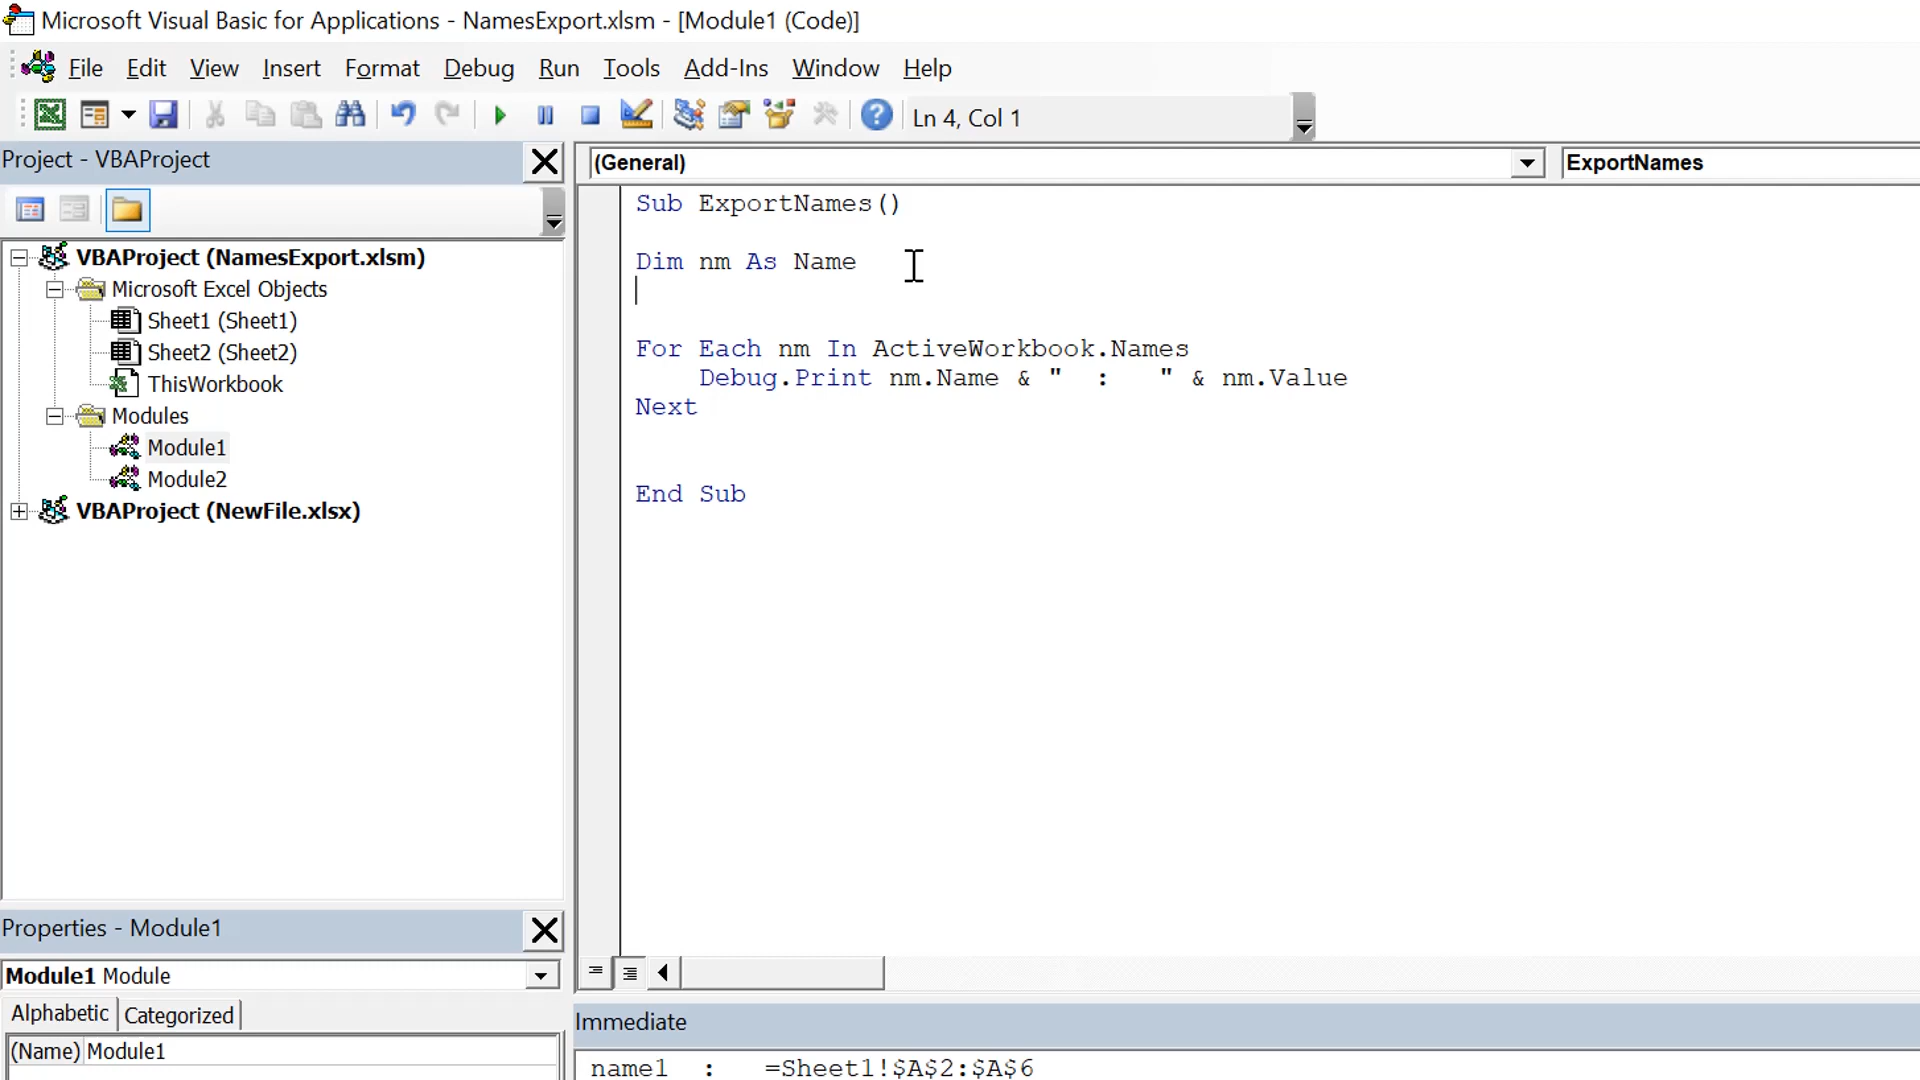 Microsoft Visual Basic for Applications - NamesExport.xlsm - [Module1 (Code)]
File Edit View Insert Format Debug Run Tools Add-Ins Window Help
Ln 4, Col 1
Project - VBAProject
VBAProject (NamesExport.xlsm)
Microsoft Excel Objects
Sheet1 (Sheet1)
Sheet2 (Sheet2)
ThisWorkbook
Modules
Module1
Module2
VBAProject (NewFile.xlsx)
Properties - Module1
Module1 Module
Alphabetic Categorized
(Name) Module1
(General) ExportNames
Sub ExportNames()
Dim nm As Name
For Each nm In ActiveWorkbook.Names
    Debug.Print nm.Name & "  :   " & nm.Value
Next
End Sub
Immediate
name1  :   =Sheet1!$A$2:$A$6